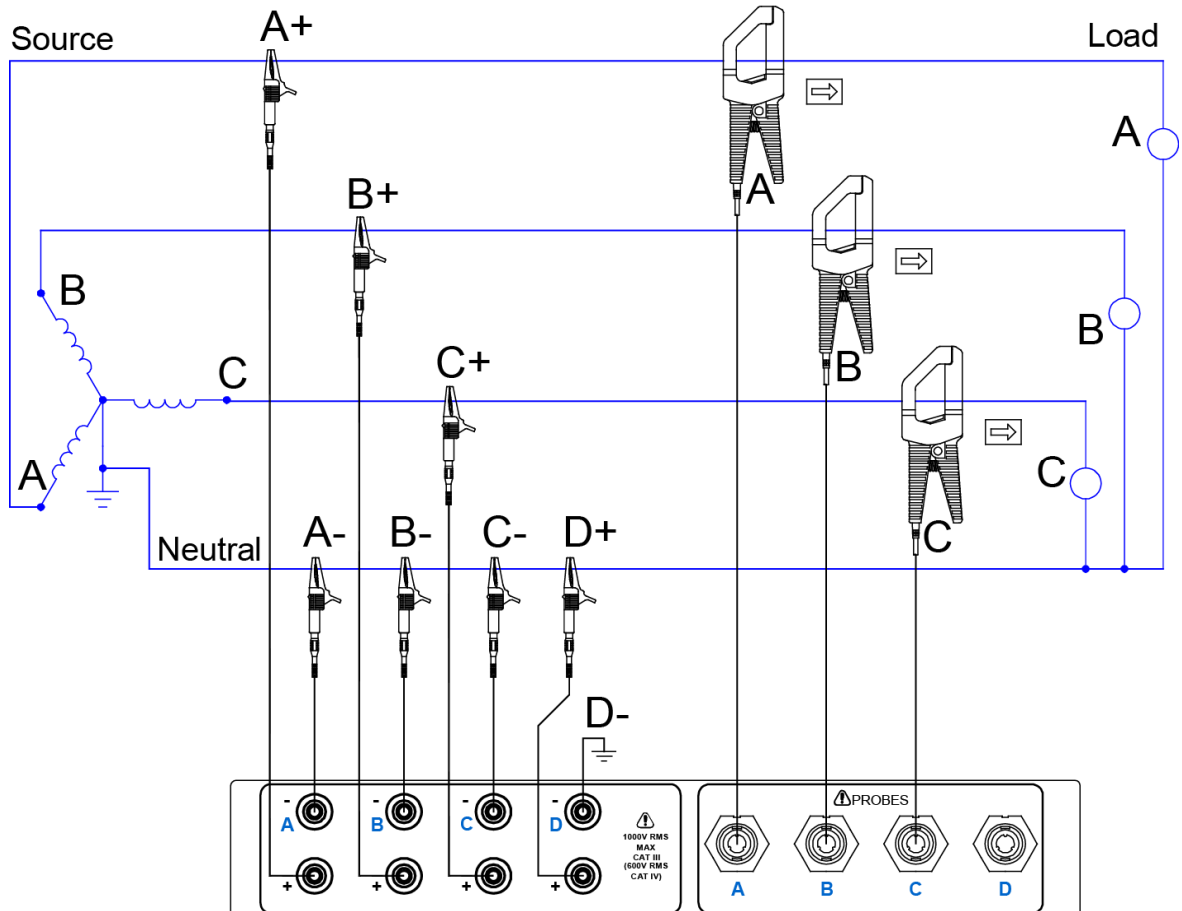 Source
A+
Load
A
A
B+
B
B
B
C+
C
C
A
C
Neutral
A-
B-
C-
D+
D-
PROBES
- A
- B
- C
- D
1000V RMS
MAX
CAT III
(600V RMS
CAT IV)
+
+
+
+
A
B
C
D